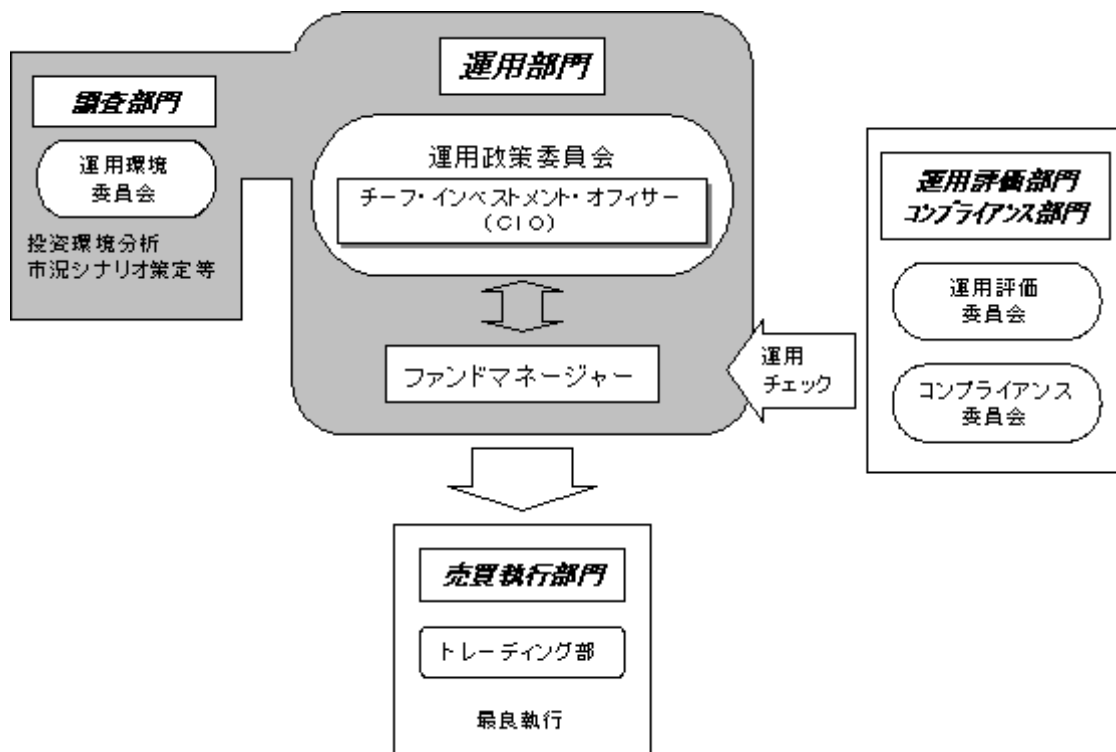 運用部門
調査部門
運用環境
委員会
投資環境分析
市況シナリオ策定等
運用政策委員会
チーフ・インベストメント・オフィサー
(CIO)
ファンドマネージャー
運用
チェック
運用評価部門
コンプライアンス部門
運用評価
委員会
コンプライアンス
委員会
売買執行部門
トレーディング部
最良執行